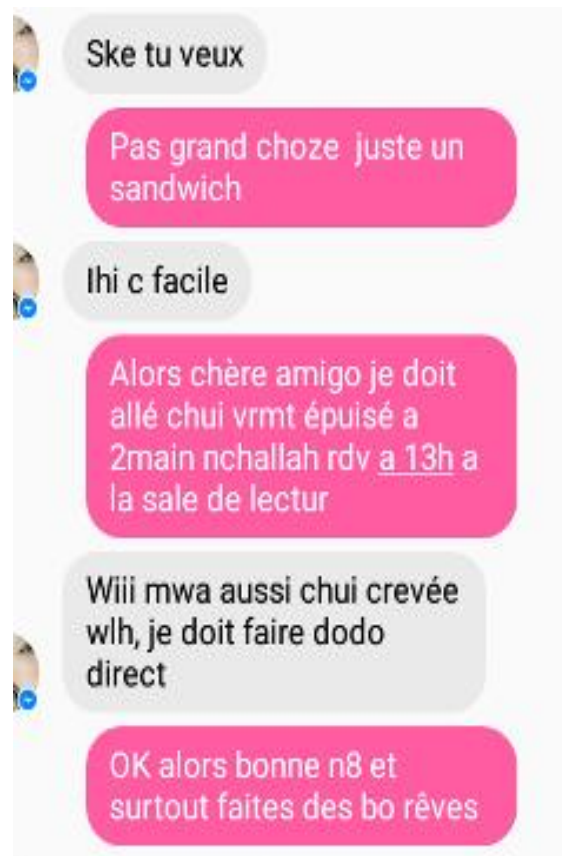 Ske tu veux
Pas grand choze juste un
sandwich
Ihi c facile
Alors chère amigo je doit
allé chui vrmt épuisé a
2main nchallah rdv a 13h a
la sale de lectur
Wiii mwa aussi chui crevée
wlh, je doit faire dodo
direct
OK alors bonne n8 et
surtout faites des bo rêves